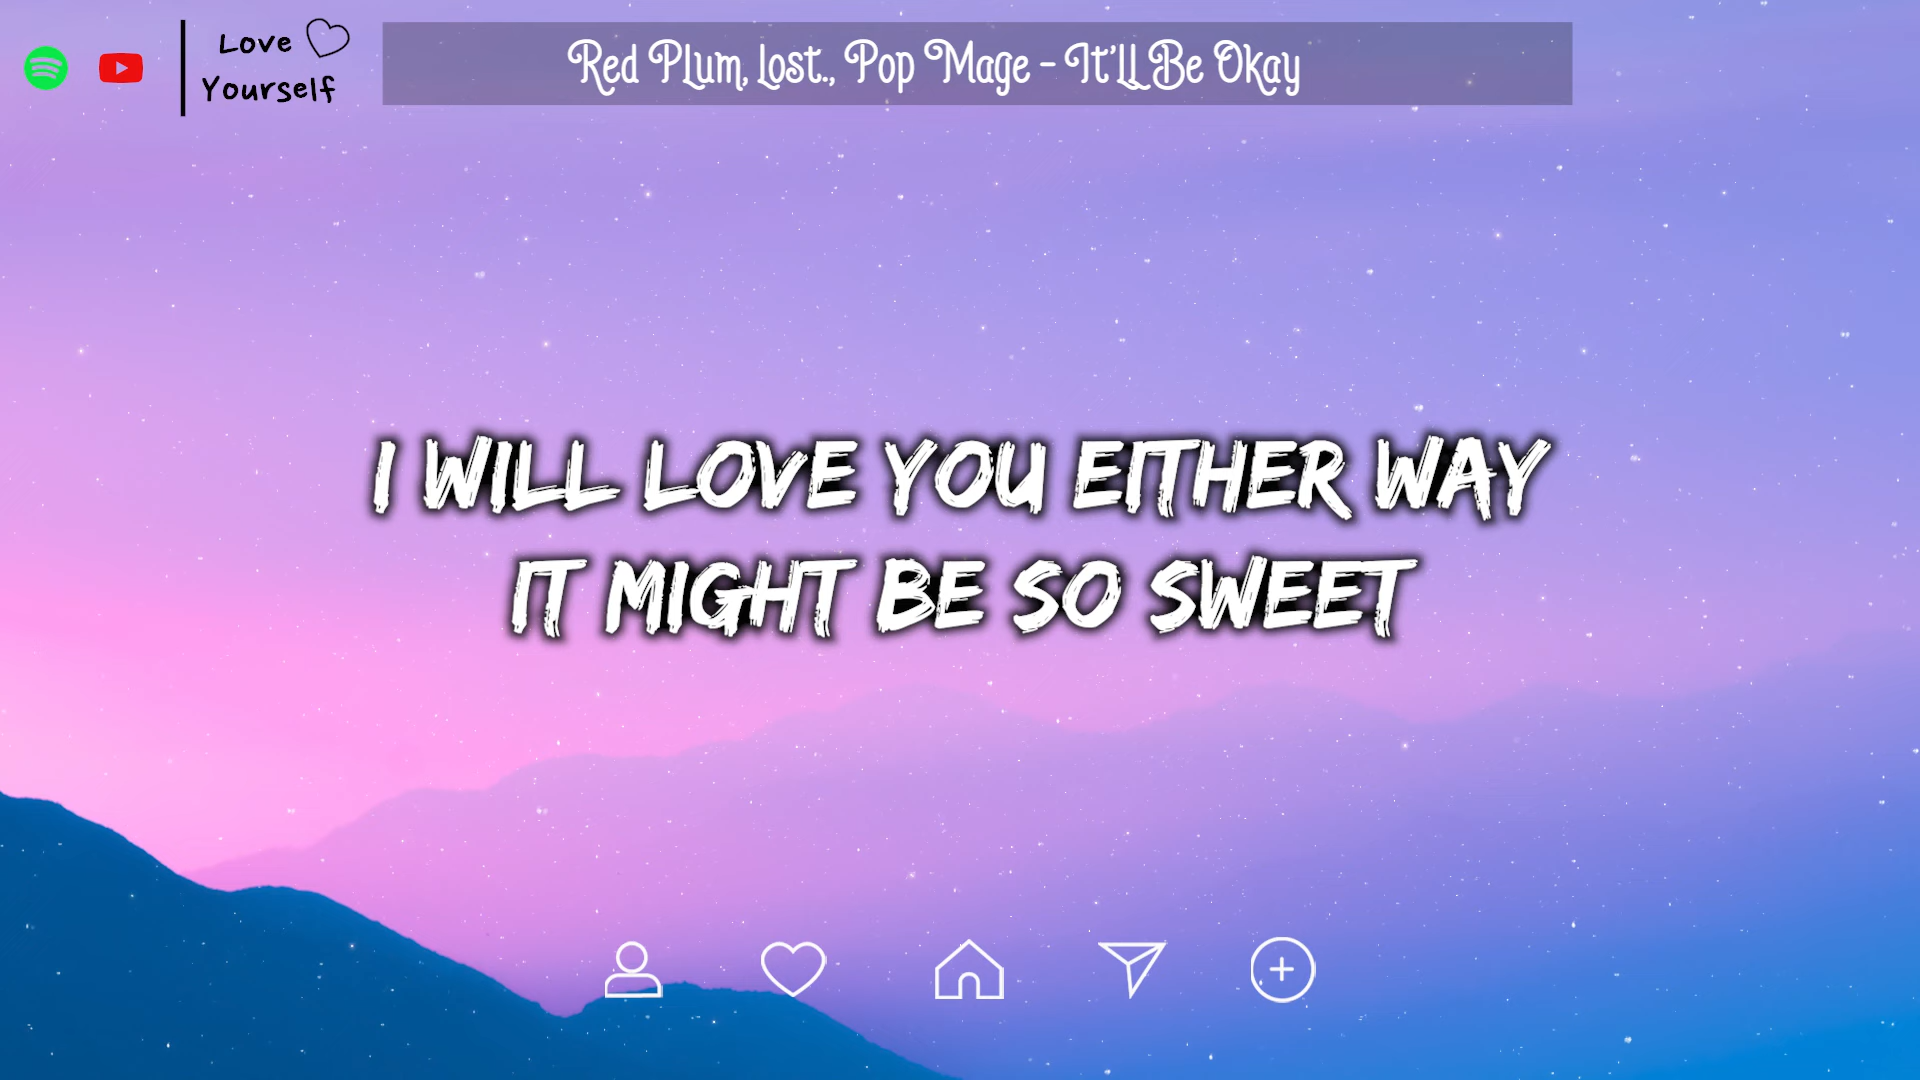 Love
Yourself
Red Plum, lost., Pop Mage - It'll Be Okay
I WILL LOVE YOU EITHER WAY
IT MIGHT BE SO SWEET